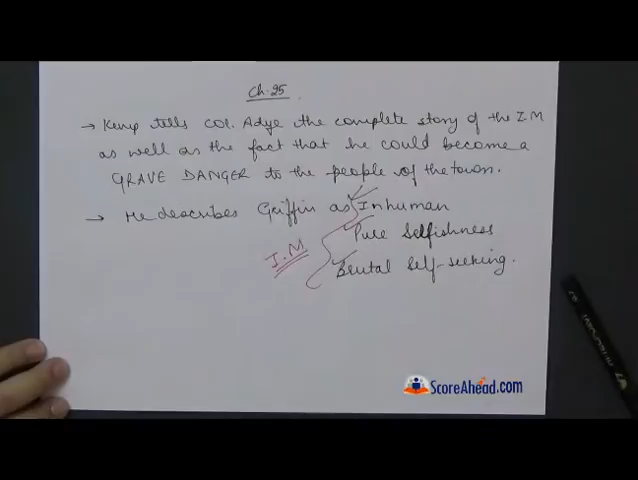 Ch. 25
→ Kemp tells COL. Adye the complete story of the I.M
as well as the fact that he could become a
GRAVE DANGER to the people of the town.
→ He describes Griffin as Inhuman
Pure Selfishness
I.M
Brutal Self-seeking.
ScoreAhead.com